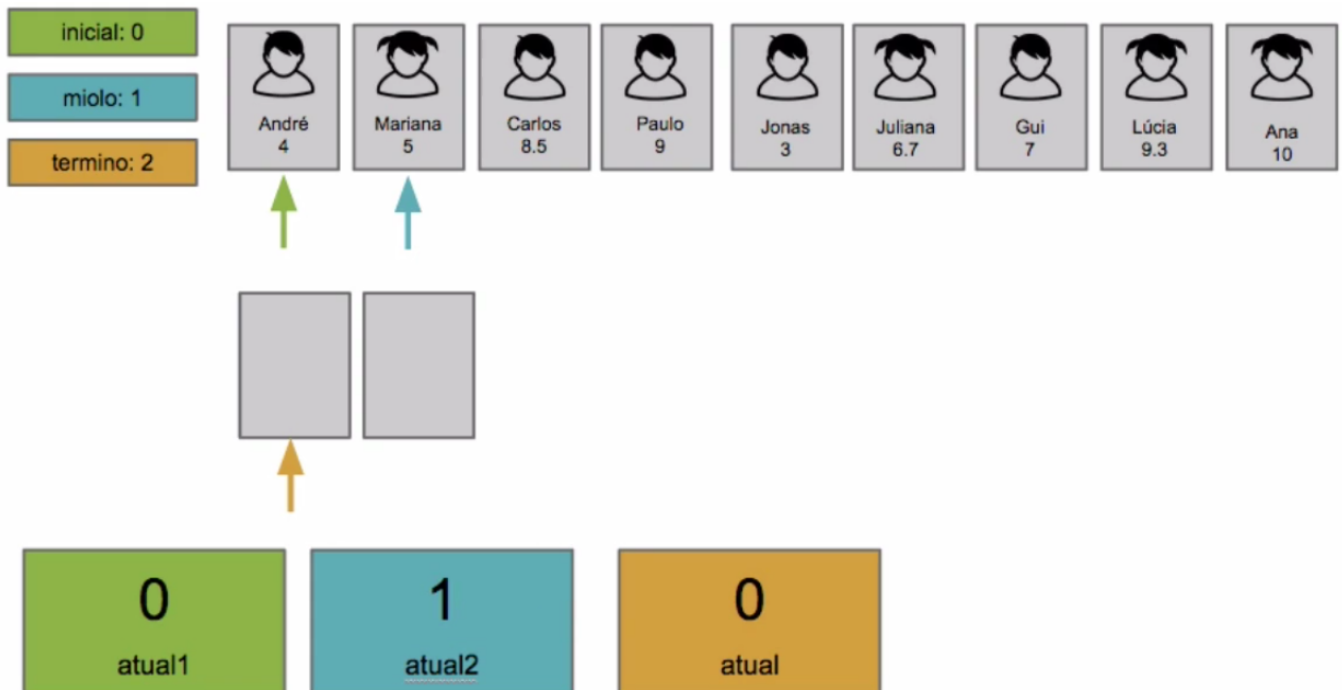 inicial: 0
miolo: 1
termino: 2
André
4
Mariana
5
Carlos
8.5
Paulo
9
Jonas
3
Juliana
6.7
Gui
7
Lúcia
9.3
Ana
10
0
atual1
1
atual2
0
atual